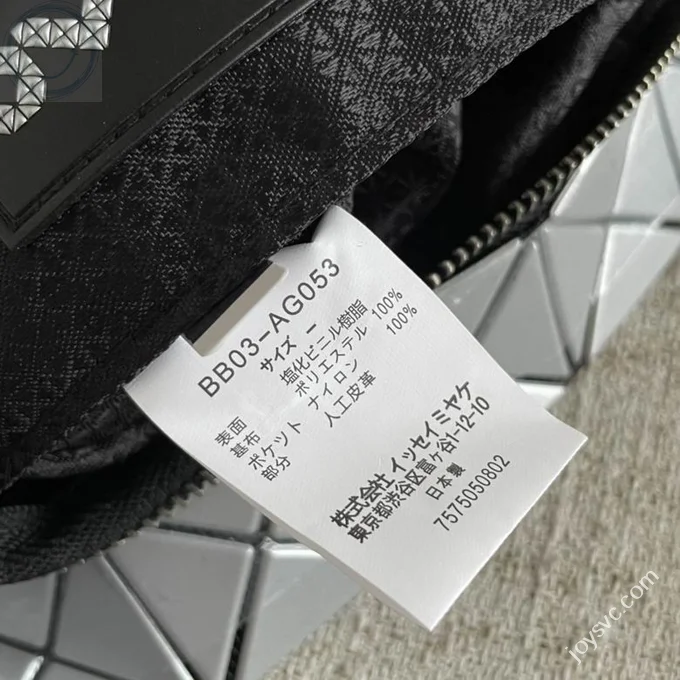 BB03-AG053
サイズ ー
表面 塩化ビニル樹脂 100%
基布 ポリエステル 100%
ポケット ナイロン
部分 人工皮革
株式会社 イッセイミヤケ
東京都渋谷区富ヶ谷1-12-10
日本製
7575050802
joysvc.com